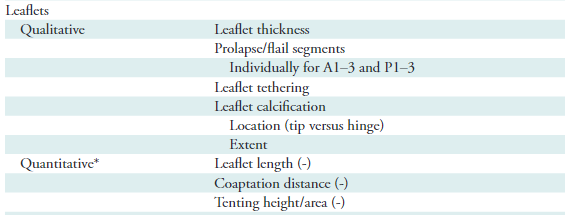 Leaflets
Qualitative Leaflet thickness
Prolapse/flail segments
Individually for A1–3 and P1–3
Leaflet tethering
Leaflet calcification
Location (tip versus hinge)
Extent
Quantitative* Leaflet length (-)
Coaptation distance (-)
Tenting height/area (-)